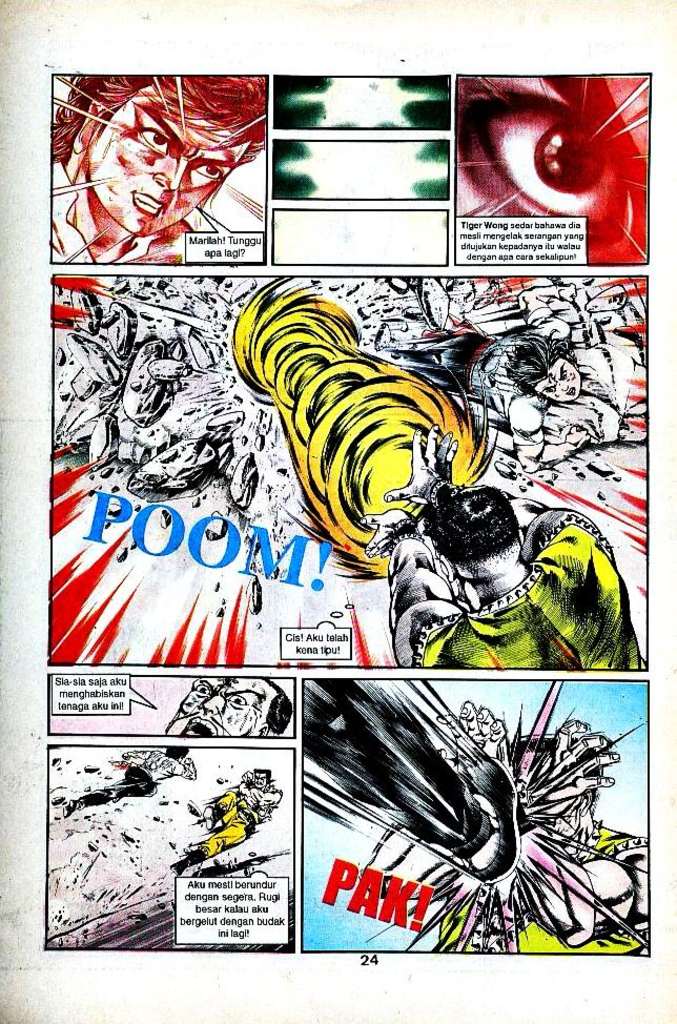 Marilah! Tunggu
apa lagi?
Tiger Wong sedar bahawa dia
mesti mengelak serangan yang
ditujukan kepadanya itu walau
dengan apa cara sekalipun!
POOM!
Cis! Aku telah
kena tipu!
Sia-sia saja aku
menghabiskan
tenaga aku ini!
Aku mesti berundur
dengan segera. Rugi
besar kalau aku
bergelut dengan budak
ini lagi!
PAK!
24